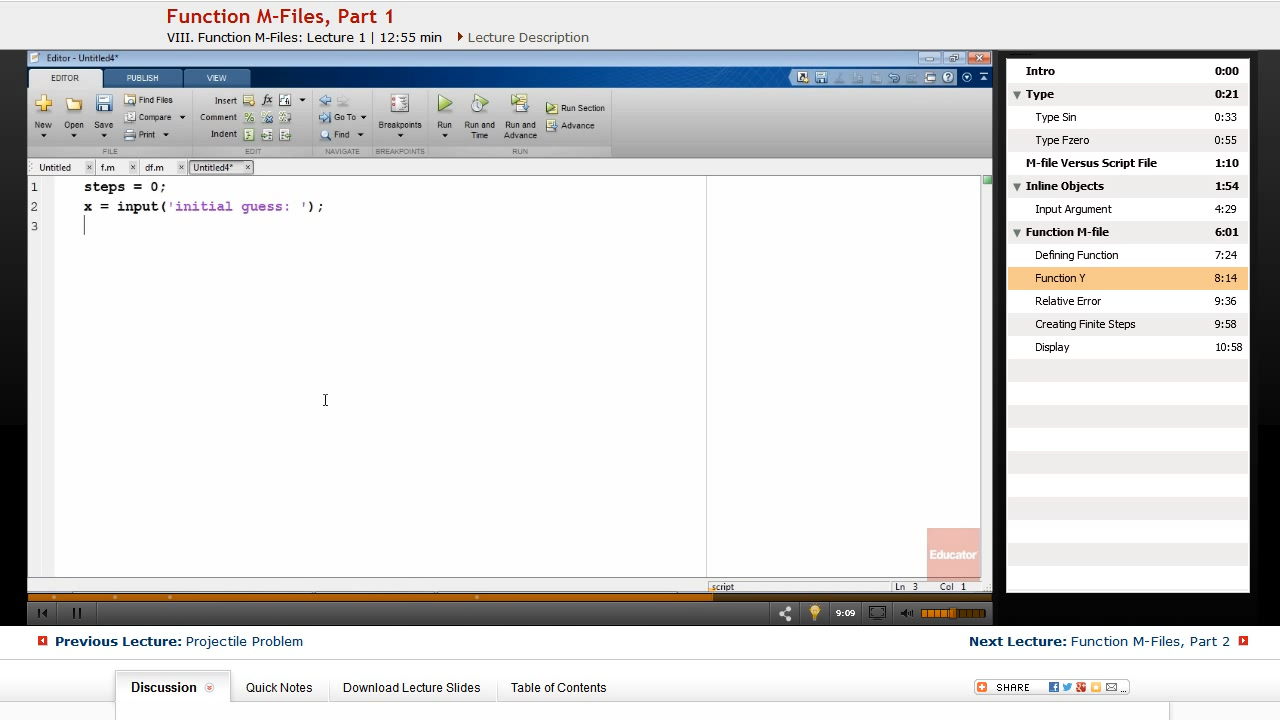 Function M-Files, Part 1
VIII. Function M-Files: Lecture 1 | 12:55 min Lecture Description
Editor - Untitled4*
EDITOR PUBLISH VIEW
New Open Save Find Files Compare Print
FILE
Insert Comment Indent
EDIT
Go To Find
NAVIGATE
Breakpoints
BREAKPOINTS
Run Run and Time Run and Advance Run Section Advance
RUN
Untitled f.m df.m Untitled4*
1 steps = 0;
2 x = input('initial guess: ');
3
Educator
script Ln 3 Col 1
9:09
Intro 0:00
Type 0:21
Type Sin 0:33
Type Fzero 0:55
M-file Versus Script File 1:10
Inline Objects 1:54
Input Argument 4:29
Function M-file 6:01
Defining Function 7:24
Function Y 8:14
Relative Error 9:36
Creating Finite Steps 9:58
Display 10:58
Previous Lecture: Projectile Problem
Next Lecture: Function M-Files, Part 2
Discussion Quick Notes Download Lecture Slides Table of Contents
SHARE